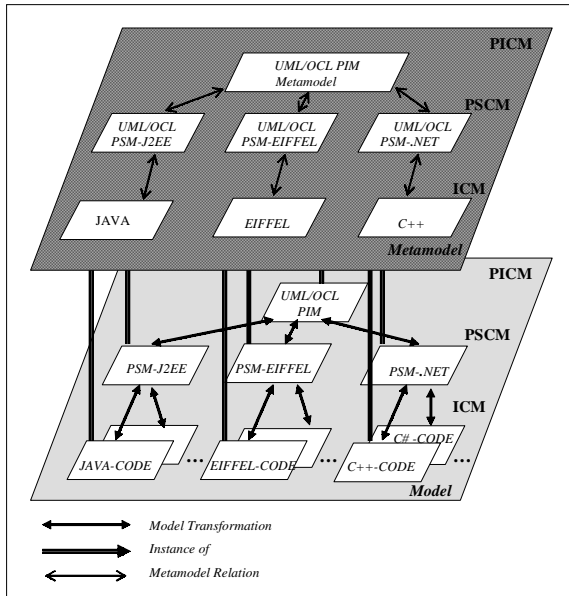 PICM
UML/OCL PIM
Metamodel
PSCM
UML/OCL
PSM-J2EE
UML/OCL
PSM-EIFFEL
UML/OCL
PSM-.NET
ICM
JAVA
EIFFEL
C++
Metamodel
PICM
UML/OCL
PIM
PSCM
PSM-J2EE
PSM-EIFFEL
PSM-.NET
ICM
C# -CODE
JAVA-CODE
...
EIFFEL-CODE
...
C++-CODE
...
Model
Model Transformation
Instance of
Metamodel Relation